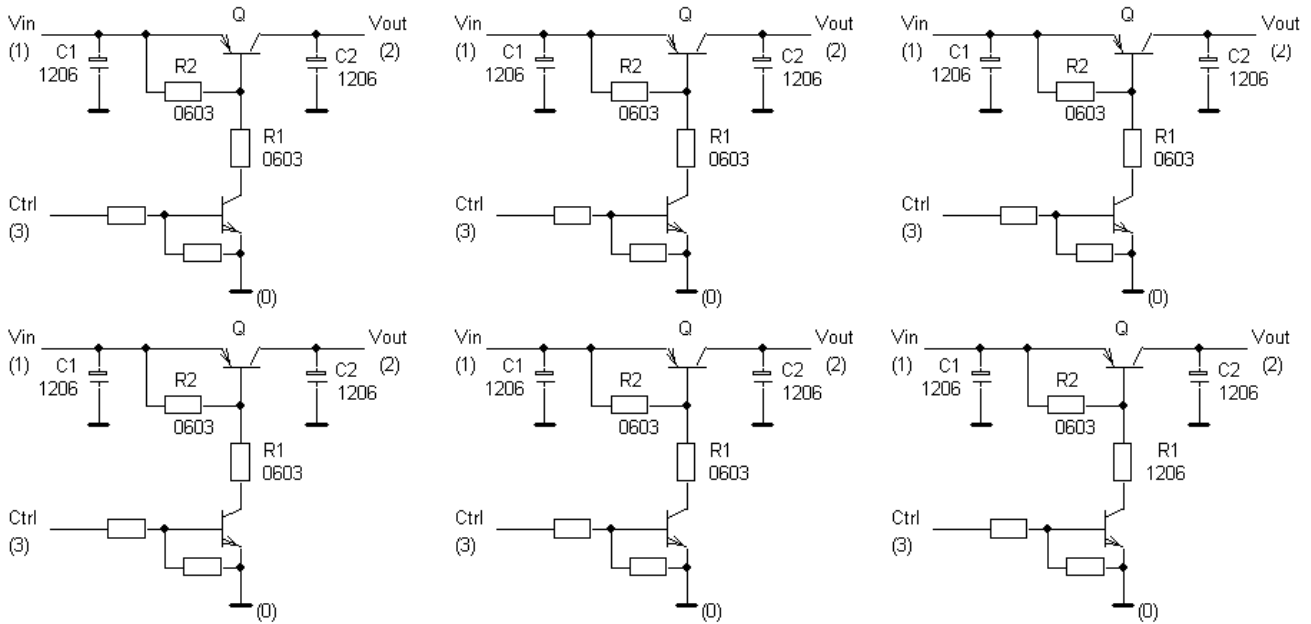 Vin Q Vout Vin Q Vout Vin Q Vout
(1) C1 R2 C2 (2) (1) C1 R2 C2 (2) (1) C1 R2 C2 (2)
1206 1206 1206 1206 1206 1206
0603 0603 0603
R1 R1 R1
0603 0603 0603
Ctrl Ctrl Ctrl
(3) (3) (3)
(0) (0) (0)
Vin Q Vout Vin Q Vout Vin Q Vout
(1) C1 R2 C2 (2) (1) C1 R2 C2 (2) (1) C1 R2 C2 (2)
1206 1206 1206 1206 1206 1206
0603 0603 0603
R1 R1 R1
0603 0603 1206
Ctrl Ctrl Ctrl
(3) (3) (3)
(0) (0) (0)